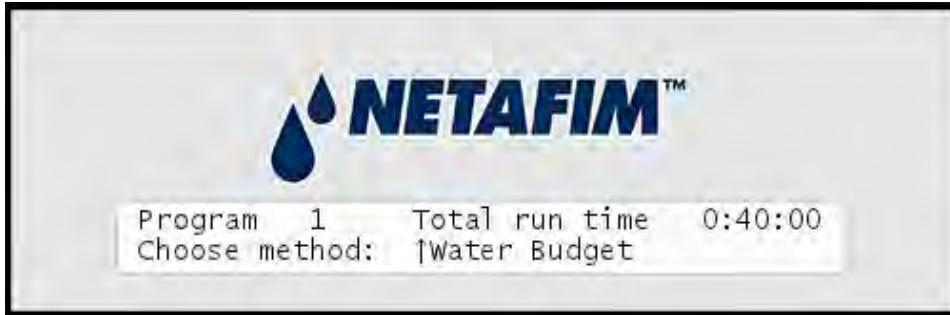 NETAFIM™
Program 1 Total run time 0:40:00
Choose method: ↑Water Budget